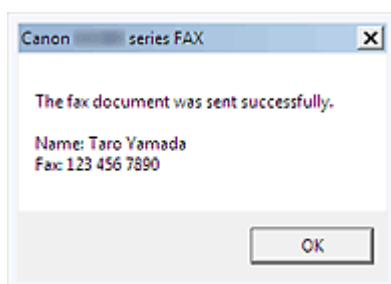 Canon series FAX
The fax document was sent successfully.
Name: Taro Yamada
Fax: 123 456 7890
OK